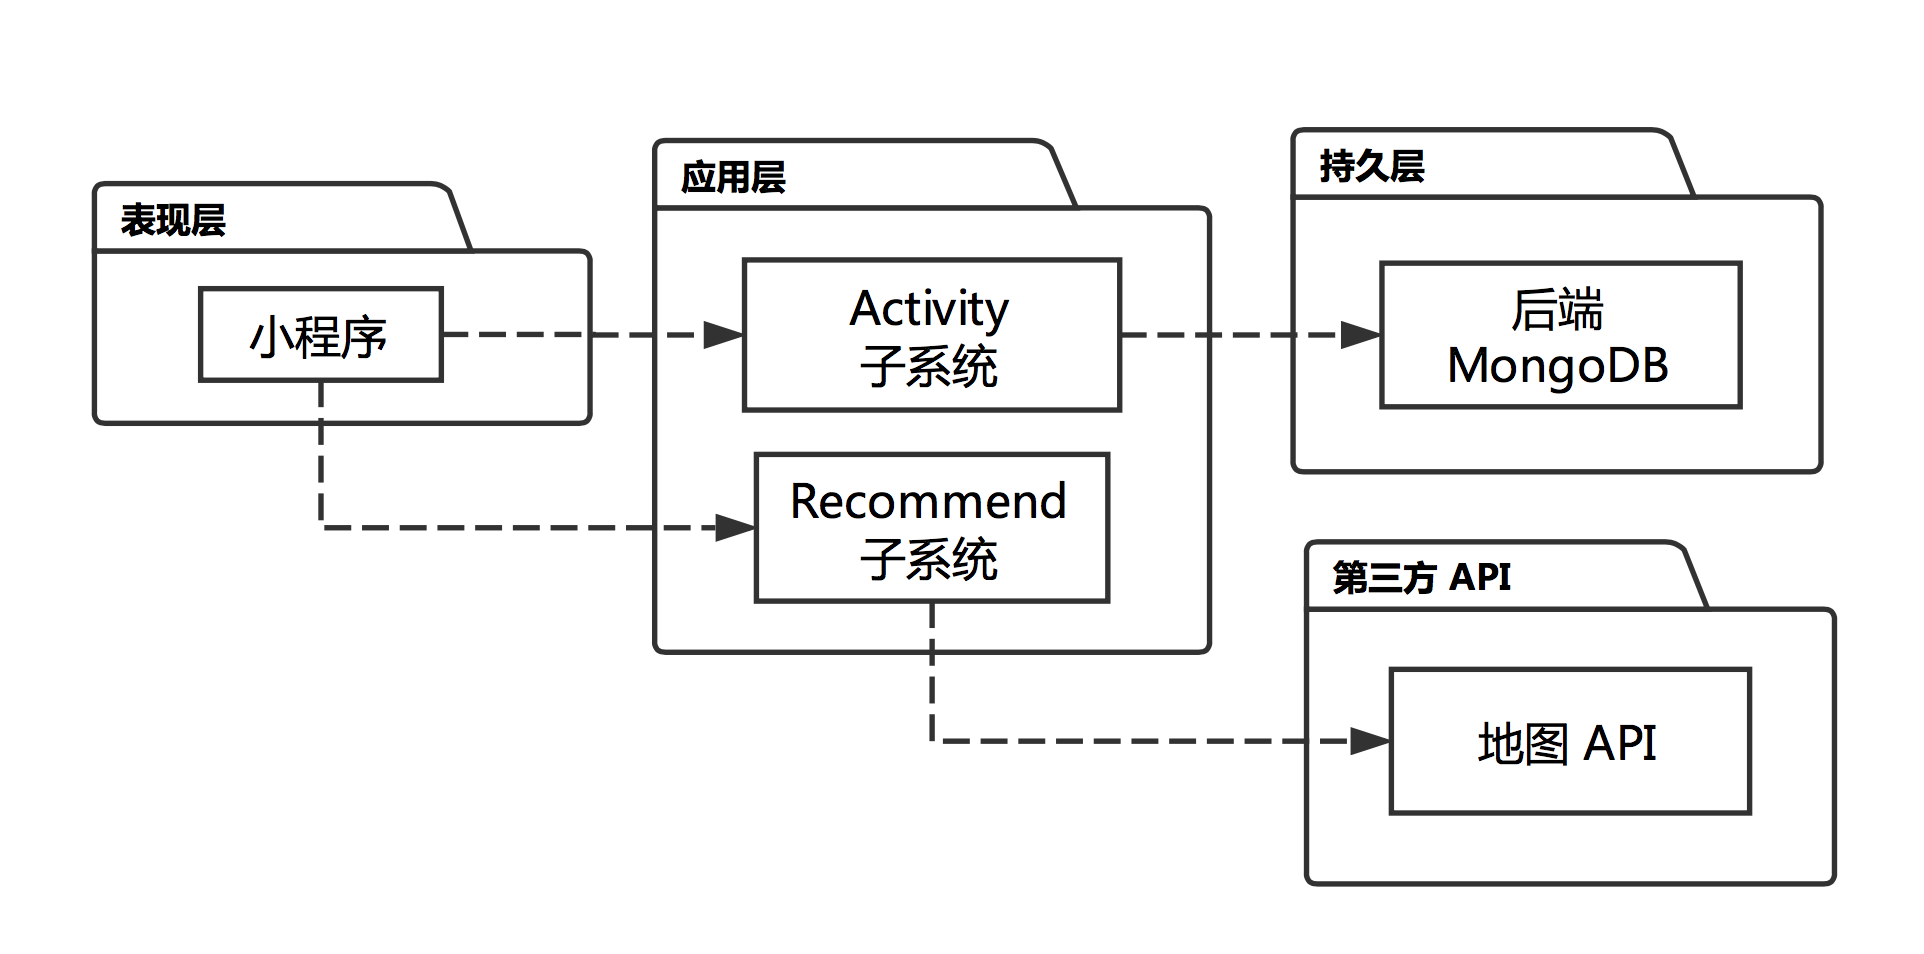 表现层
小程序
应用层
Activity
子系统
Recommend
子系统
持久层
后端
MongoDB
第三方 API
地图 API